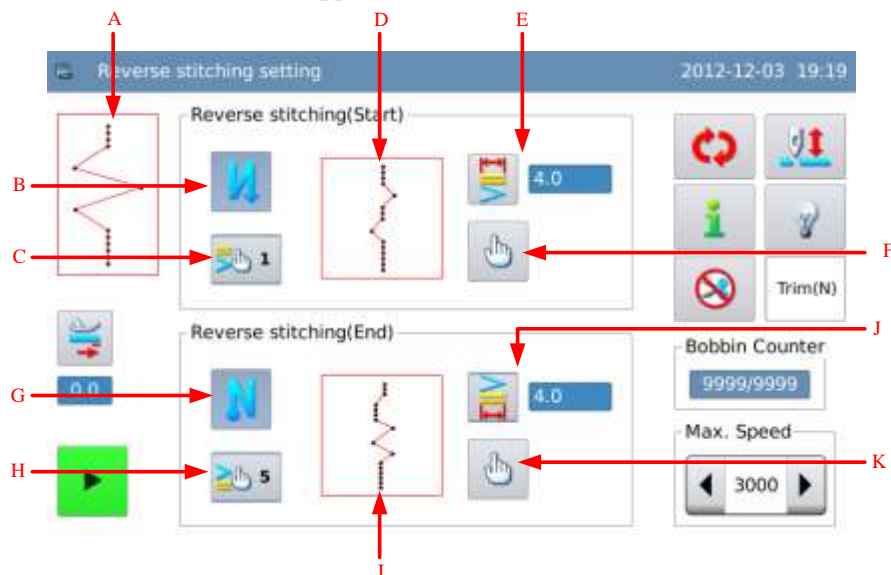 A
D
E
Reverse stitching setting
2012-12-03 19:19
Reverse stitching(Start)
B
4.0
C
1
F
Trim(N)
Reverse stitching(End)
J
Bobbin Counter
G
0.0
4.0
9999/9999
Max. Speed
H
5
K
3000
I